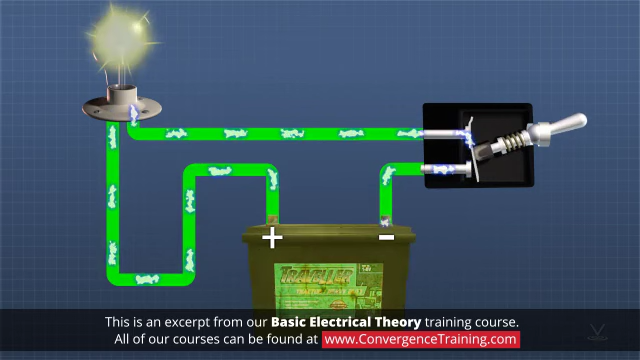 + -
TRAVELLER
This is an excerpt from our Basic Electrical Theory training course.
All of our courses can be found at www.ConvergenceTraining.com